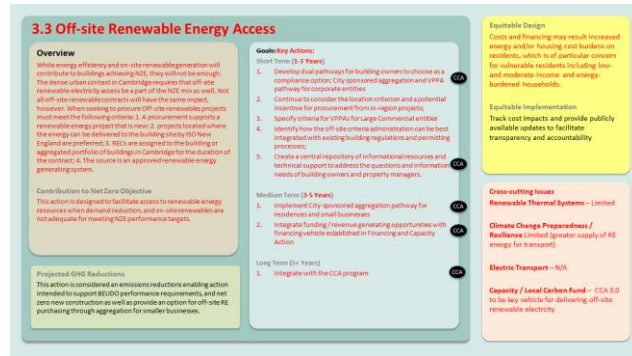 3.3 Off-site Renewable Energy Access
Overview
While energy efficiency and on-site renewable generation will
contribute to buildings achieving NZE, they will not be enough.
The dense urban context in Cambridge requires that off-site
renewable electricity access be a part of the NZE mix as well. Not
all off-site renewable contracts will have the same impact,
however. When seeking to procure Off-site renewables projects
must meet the following criteria: 1. A procurement supports a
renewable energy project that is new; 2. projects located where
the energy can be delivered to the building site by ISO New
England are preferred; 3. RECs are assigned to the building or
aggregated portfolio of buildings in Cambridge for the duration of
the contract; 4. The source is an approved renewable energy
generating system.
Contribution to Net Zero Objective
This action is designed to facilitate access to renewable energy
resources when demand reduction, and on-site renewables are
not adequate for meeting NZE performance targets.
Projected GHG Reductions
This action is considered an emissions reductions enabling action
intended to support BEUDO performance requirements, and net
zero new construction as well as provide an option for off-site RE
purchasing through aggregation for smaller businesses.
Goals: Key Actions:
Short Term (1-3 Years)
1. Develop dual pathways for building owners to choose as a
compliance option; City sponsored aggregation and VPPA
pathway for corporate entities
CCA
2. Continue to consider the location criterion and a potential
incentive for procurement from in-region projects;
3. Specify criteria for VPPAs for Large Commercial entities
4. Identify how the off-site criteria administration can be best
integrated with existing building regulations and permitting
processes;
5. Create a central repository of informational resources and
technical support to address the questions and information
needs of building owners and property managers.
CCA
Medium Term (3-5 Years)
1. Implement City-sponsored aggregation pathway for
residences and small businesses
CCA
2. Integrate funding / revenue generating opportunities with
financing vehicle established in Financing and Capacity
Action
CCA
Long Term (5+ Years)
1. Integrate with the CCA program
CCA
Equitable Design
Costs and financing may result increased
energy and/or housing cost burdens on
residents, which is of particular concern
for vulnerable residents including low-
and moderate-income and energy-
burdened households.
Equitable Implementation
Track cost impacts and provide publicly
available updates to facilitate
transparency and accountability
Cross-cutting Issues
Renewable Thermal Systems – Limited
Climate Change Preparedness /
Resilience Limited (greater supply of RE
energy for transport)
Electric Transport – N/A
Capacity / Local Carbon Fund – CCA 3.0
to be key vehicle for delivering off-site
renewable electricity